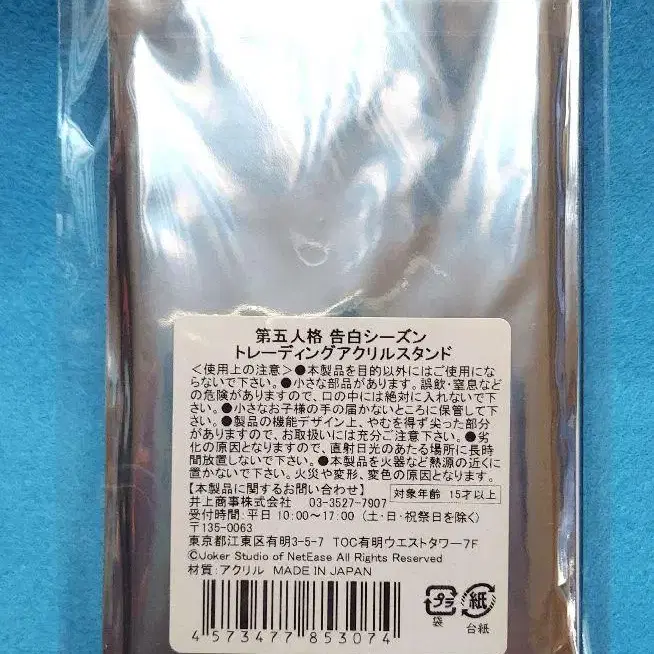 第五人格 告白シーズン
トレーディングアクリルスタンド
＜使用上の注意＞●本製品を目的以外にはご使用にな
らないで下さい。●小さな部品があります。誤飲・窒息などの
の危険がありますので、口の中には絶対に入れないで下さ
い。●小さなお子様の手の届かないところに保管して下
さい。●製品の機能デザイン上、やむを得ず尖った部分
がありますので、お取扱いには充分ご注意下さい。●劣
化の原因となりますので、直射日光のあたる場所に長時
間放置しないで下さい。●本製品を火器など熱源の近くに
置かないで下さい。火災や変形、変色の原因となります。
【本製品に関するお問い合わせ】 対象年齢 15才以上
井上商事株式会社 03-3527-7907
受付時間:平日 10:00～17:00 (土・日・祝祭日を除く)
〒135-0063
東京都江東区有明3-5-7 TOC有明ウエストタワー7F
©Joker Studio of NetEase All Rights Reserved
材質:アクリル MADE IN JAPAN
プラ 紙
袋 台紙
4 573477 853074